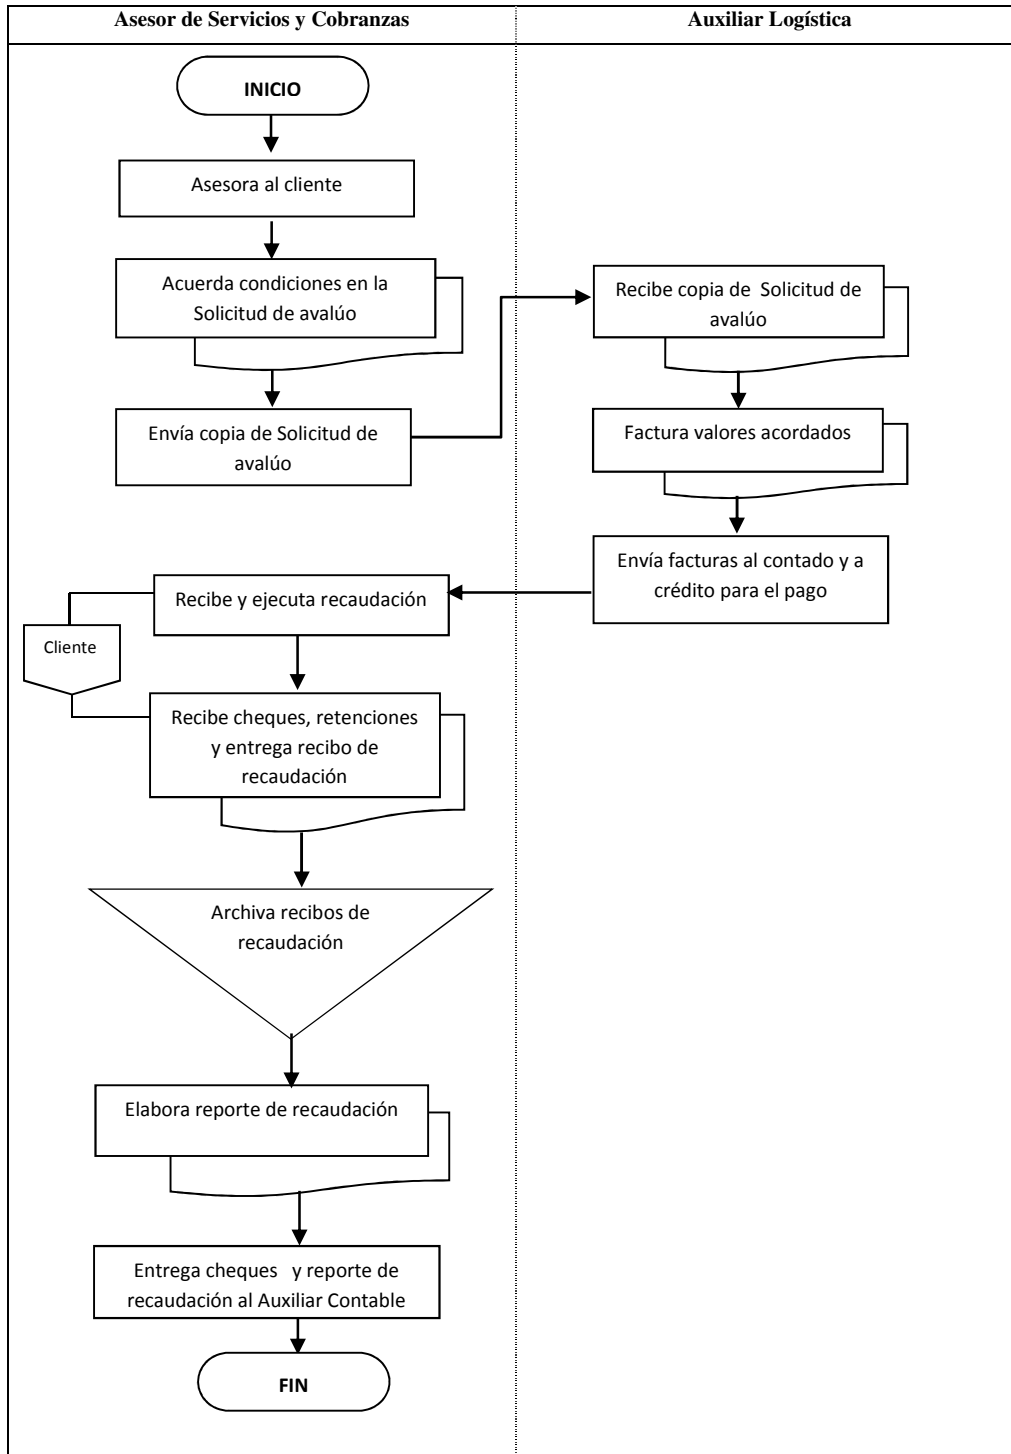 Asesor de Servicios y Cobranzas
Auxiliar Logística
INICIO
Asesora al cliente
Acuerda condiciones en la
Solicitud de avalúo
Envía copia de Solicitud de
avalúo
Recibe copia de Solicitud de
avalúo
Factura valores acordados
Envía facturas al contado y a
crédito para el pago
Recibe y ejecuta recaudación
Cliente
Recibe cheques, retenciones
y entrega recibo de
recaudación
Archiva recibos de
recaudación
Elabora reporte de recaudación
Entrega cheques y reporte de
recaudación al Auxiliar Contable
FIN